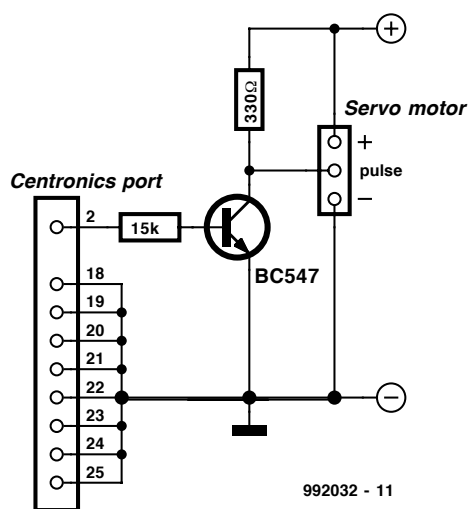 330Ω
+
Servo motor
+
pulse
−
Centronics port
2
15k
BC547
18
19
20
21
22
−
23
24
25
992032 - 11